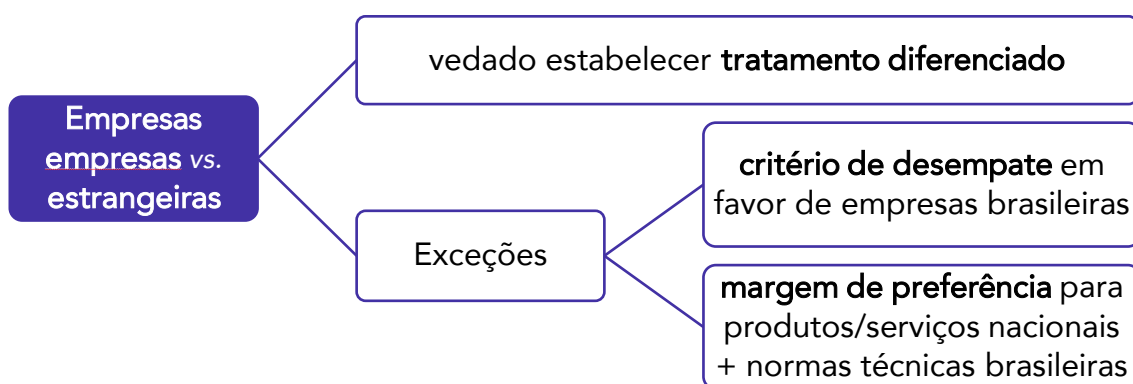 vedado estabelecer tratamento diferenciado
Empresas
empresas vs.
estrangeiras
critério de desempate em
favor de empresas brasileiras
Exceções
margem de preferência para
produtos/serviços nacionais
+ normas técnicas brasileiras